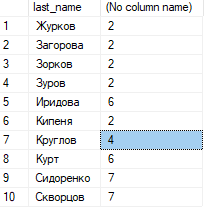 last_name (No column name)
1 Журков 2
2 Загорова 2
3 Зорков 2
4 Зуров 2
5 Иридова 6
6 Кипеня 2
7 Круглов 4
8 Курт 6
9 Сидоренко 7
10 Скворцов 7